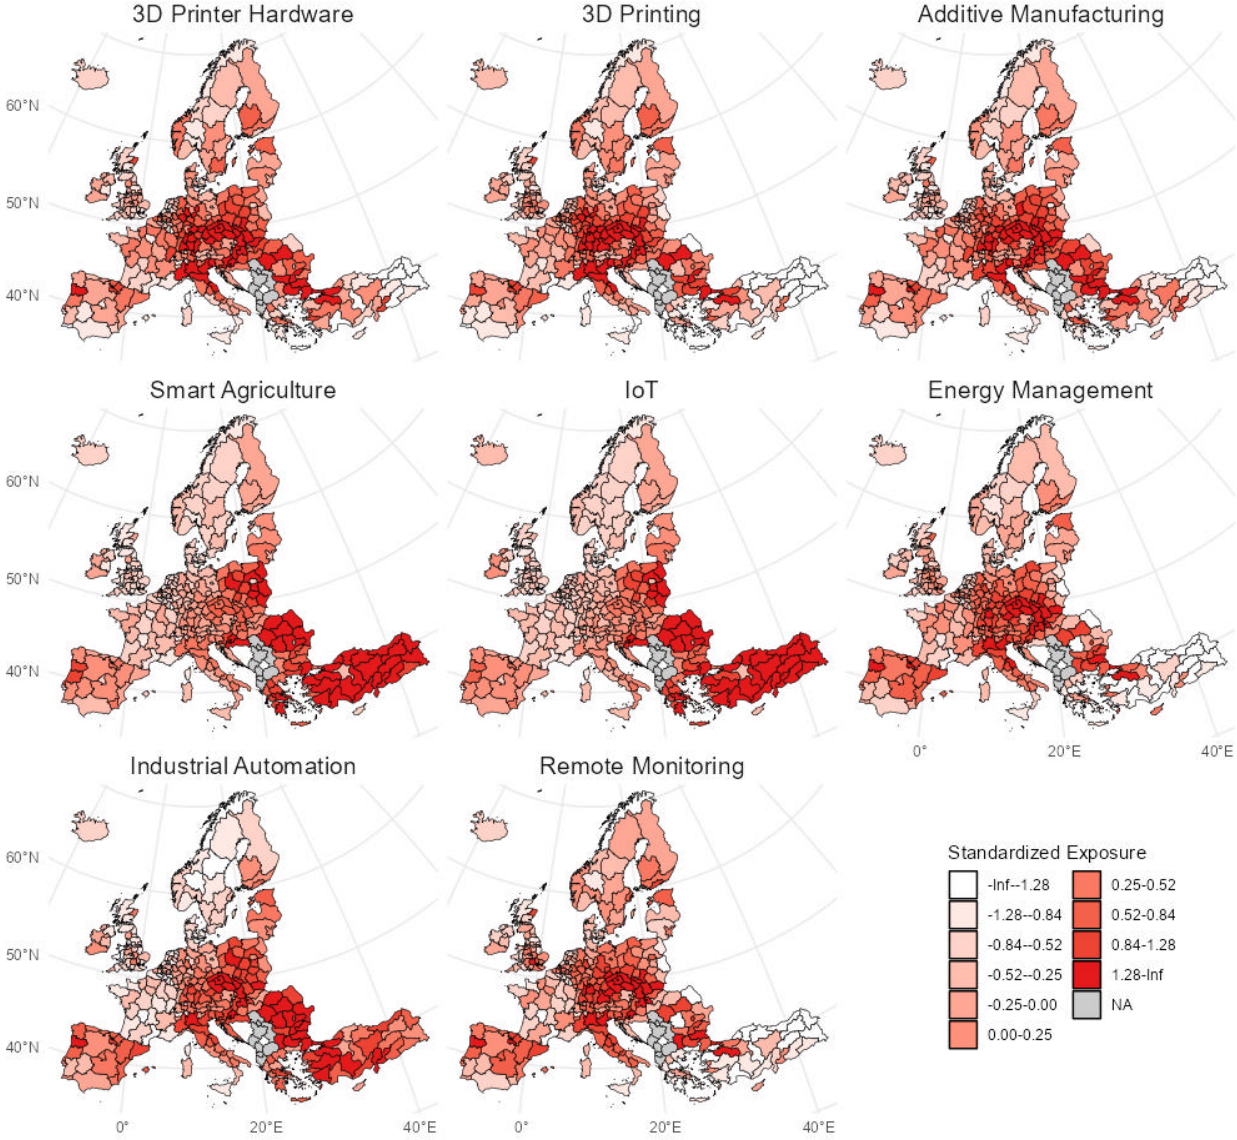 3D Printer Hardware
3D Printing
Additive Manufacturing
60°N
50°N
40°N
Smart Agriculture
IoT
Energy Management
60°N
50°N
40°N
0°
20°E
40°E
Industrial Automation
Remote Monitoring
60°N
50°N
40°N
0°
20°E
40°E
0°
20°E
40°E
Standardized Exposure
-Inf--1.28
-1.28--0.84
-0.84--0.52
-0.52--0.25
-0.25-0.00
0.00-0.25
0.25-0.52
0.52-0.84
0.84-1.28
1.28-Inf
NA